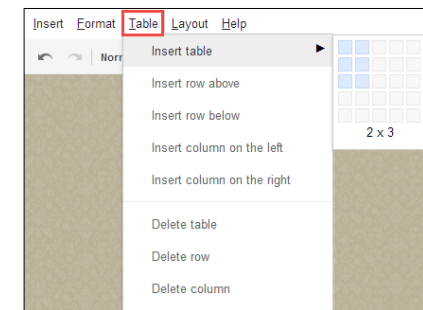 Insert Format Table Layout Help
Norr
Insert table
Insert row above
Insert row below
Insert column on the left
Insert column on the right
Delete table
Delete row
Delete column
2 x 3